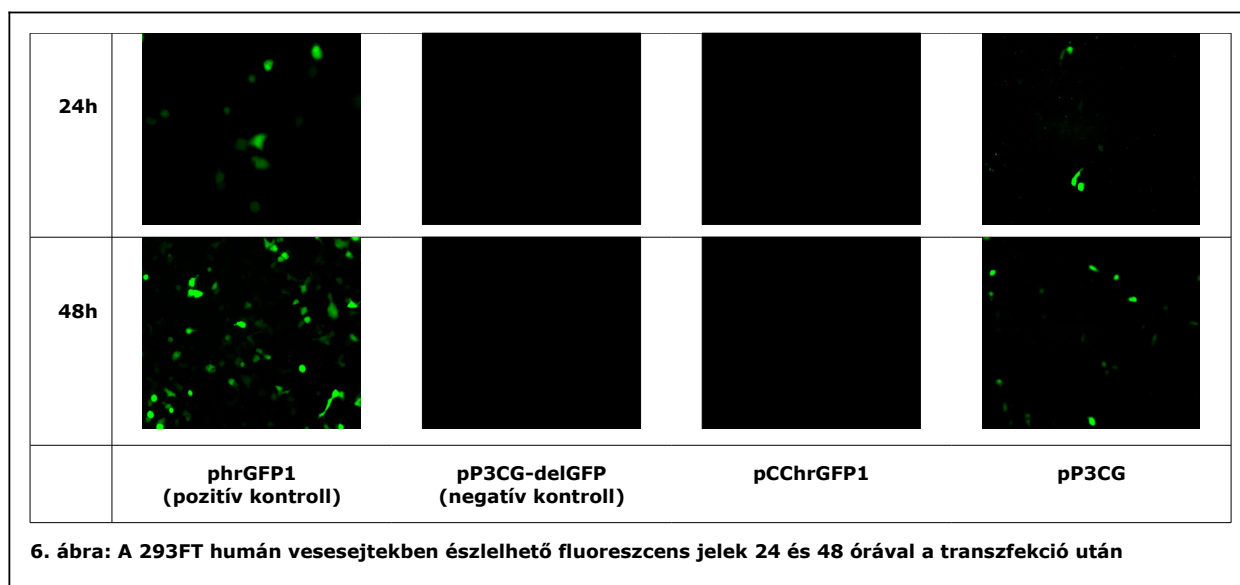 24h
48h
phrGFP1
(pozitív kontroll)
pP3CG-delGFP
(negatív kontroll)
pCChrGFP1
pP3CG
6. ábra: A 293FT humán vesesejtekben észlelhető fluoreszcens jelek 24 és 48 órával a transzfekció után